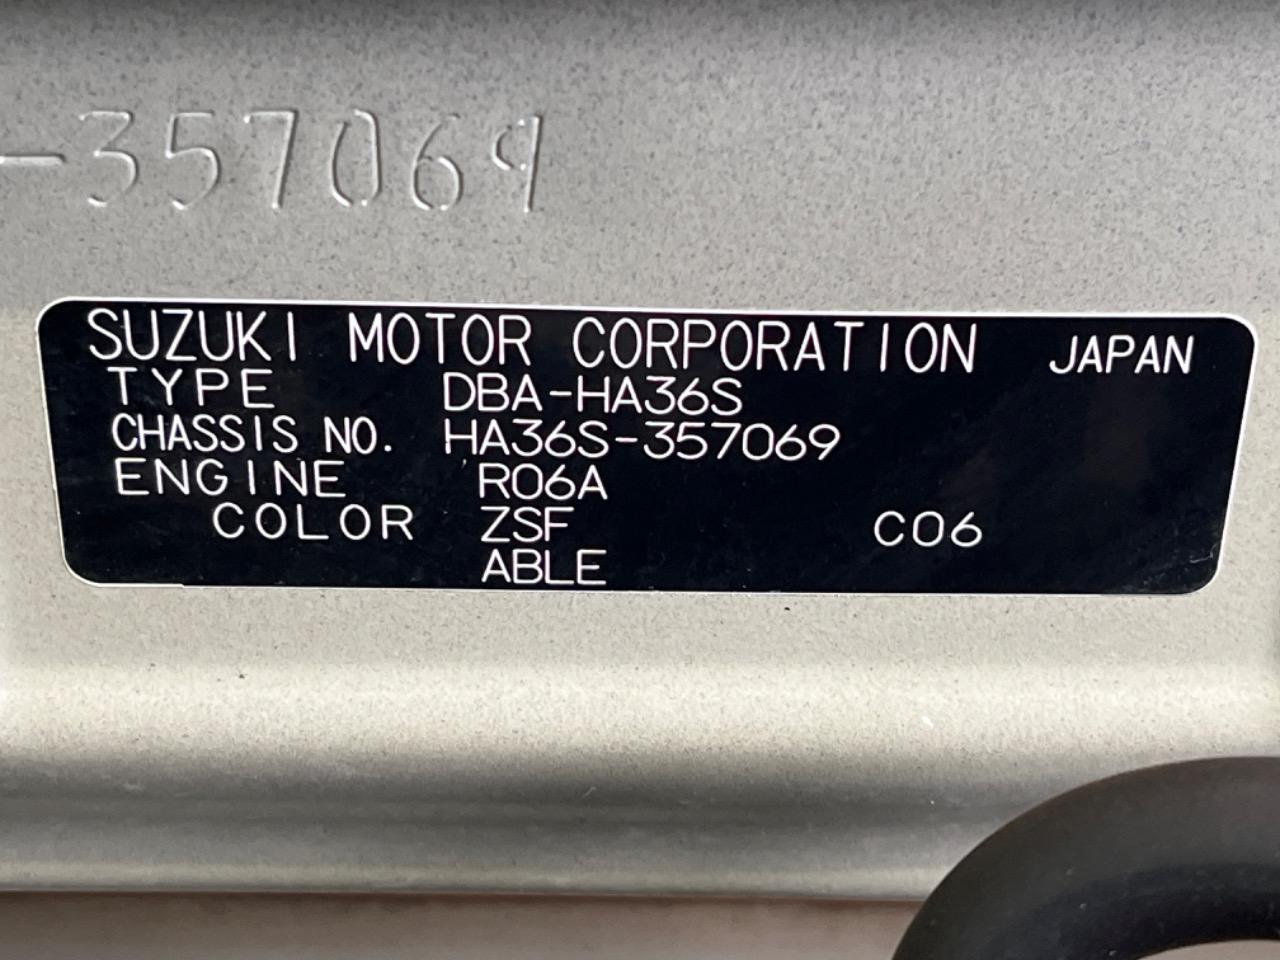 -357069
SUZUKI MOTOR CORPORATION JAPAN
TYPE DBA-HA36S
CHASSIS NO. HA36S-357069
ENGINE R06A
COLOR ZSF C06
ABLE